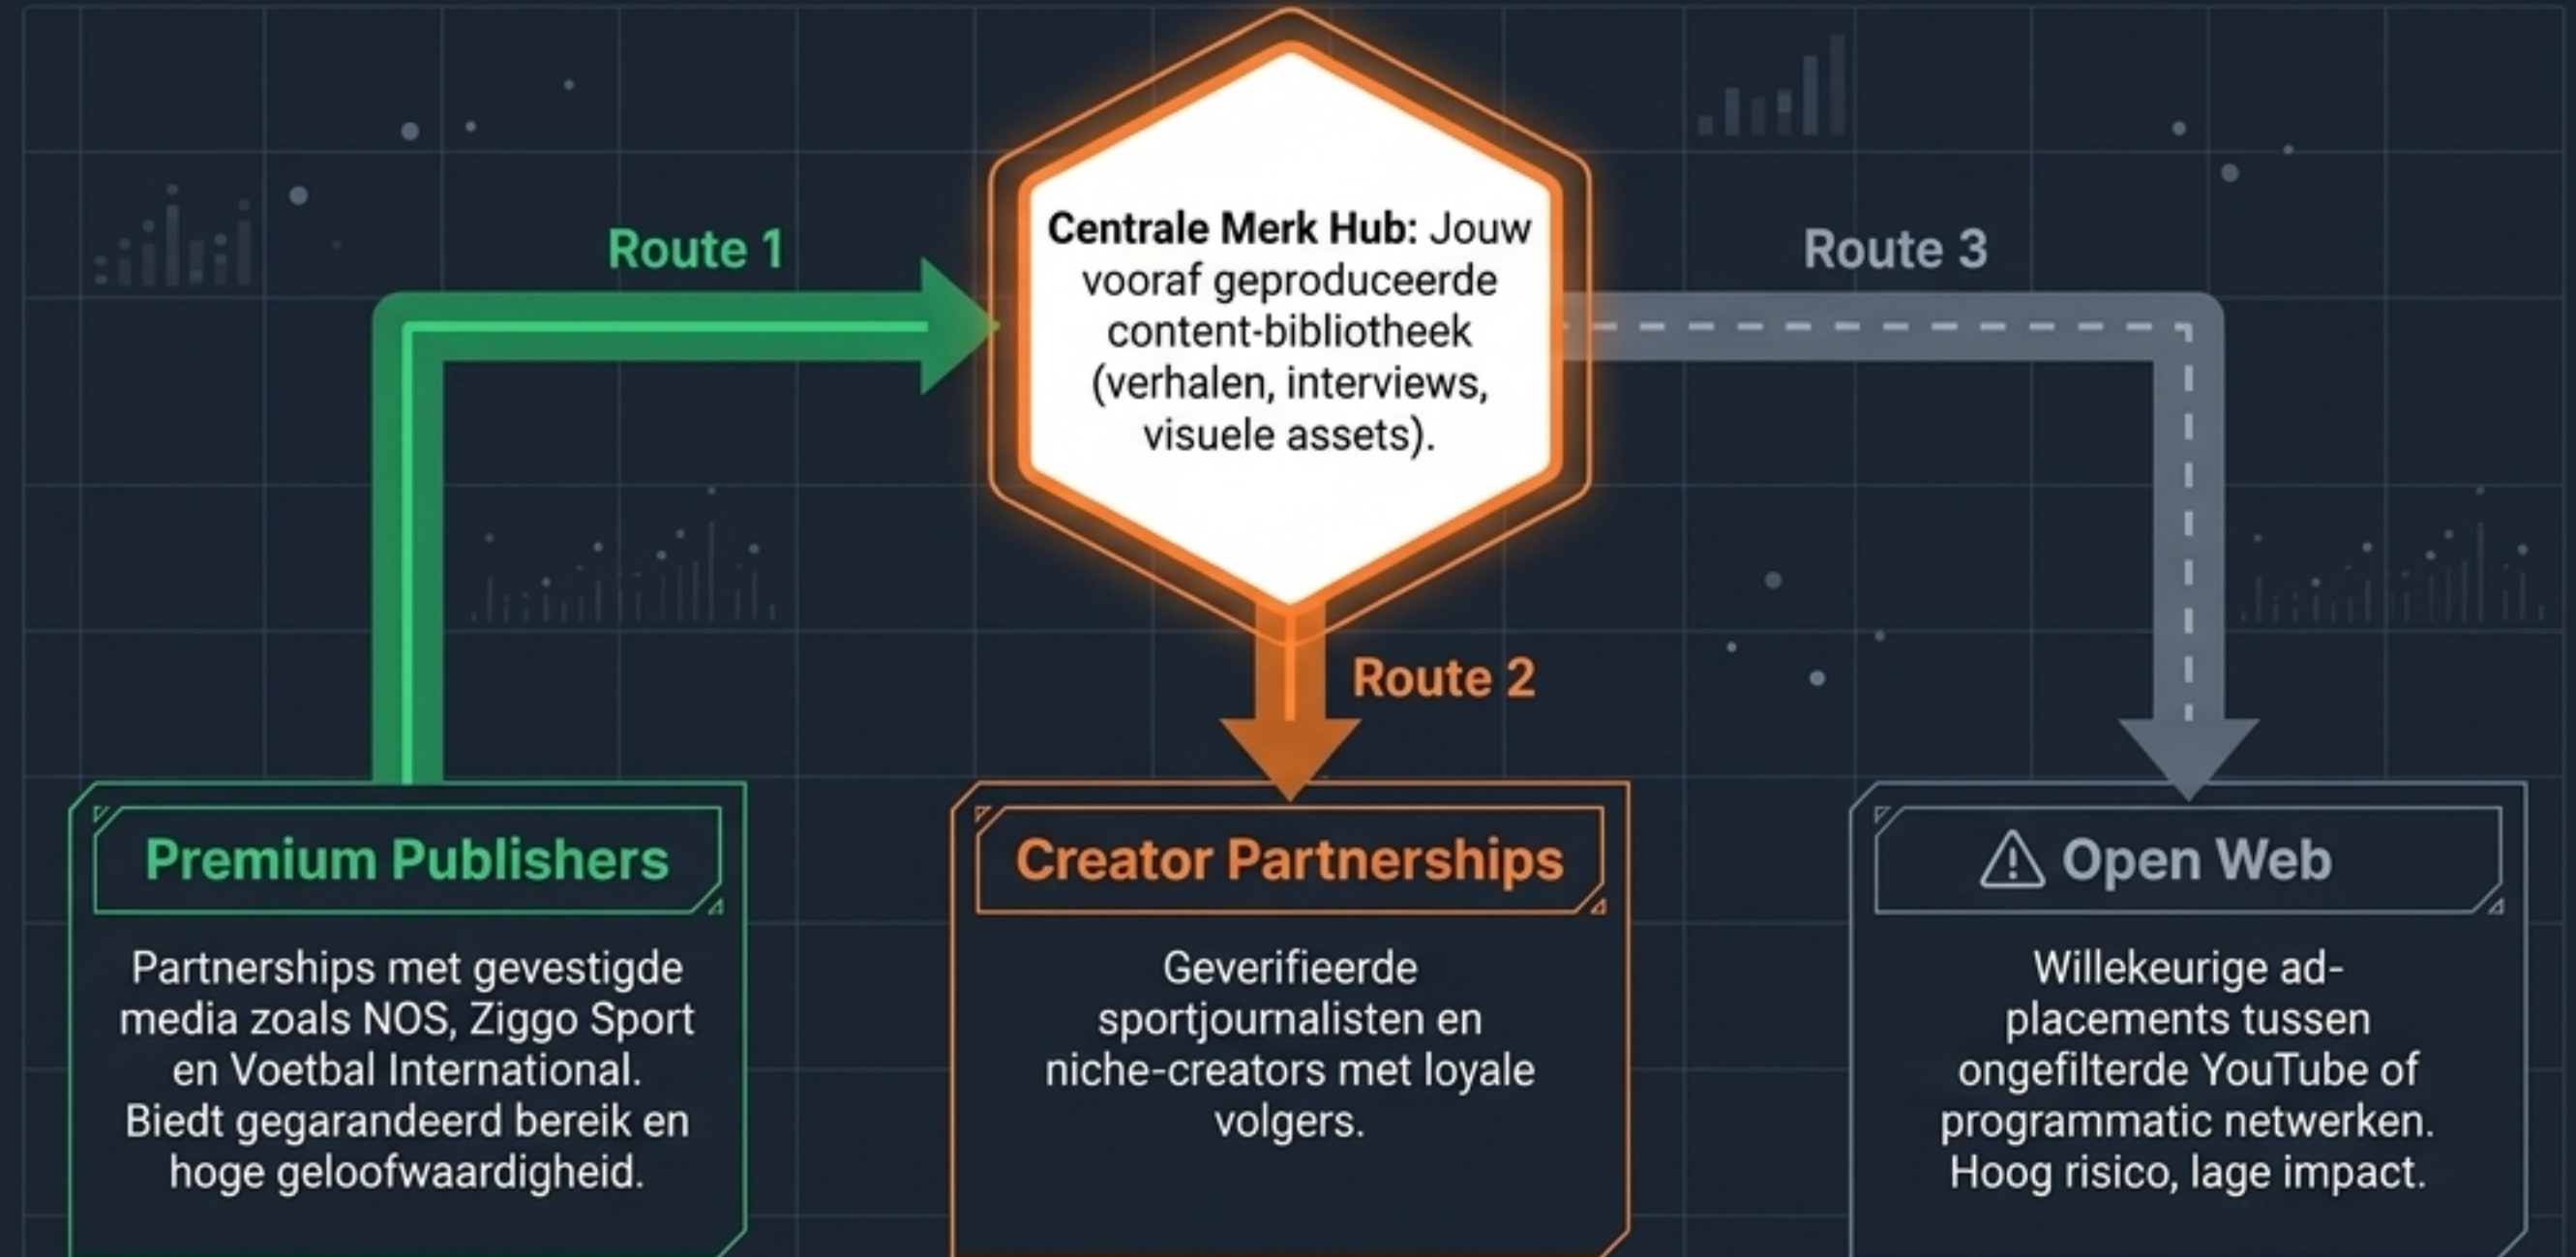 Centrale Merk Hub: Jouw
vooraf geproduceerde
content-bibliotheek
(verhalen, interviews,
visuele assets).
Route 1
Route 2
Route 3
Premium Publishers
Partnerships met gevestigde
media zoals NOS, Ziggo Sport
en Voetbal International.
Biedt gegarandeerd bereik en
hoge geloofwaardigheid.
Creator Partnerships
Geverifieerde
sportjournalisten en
niche-creators met loyale
volgers.
Open Web
Willekeurige ad-
placements tussen
ongefilterde YouTube of
programmatic netwerken.
Hoog risico, lage impact.